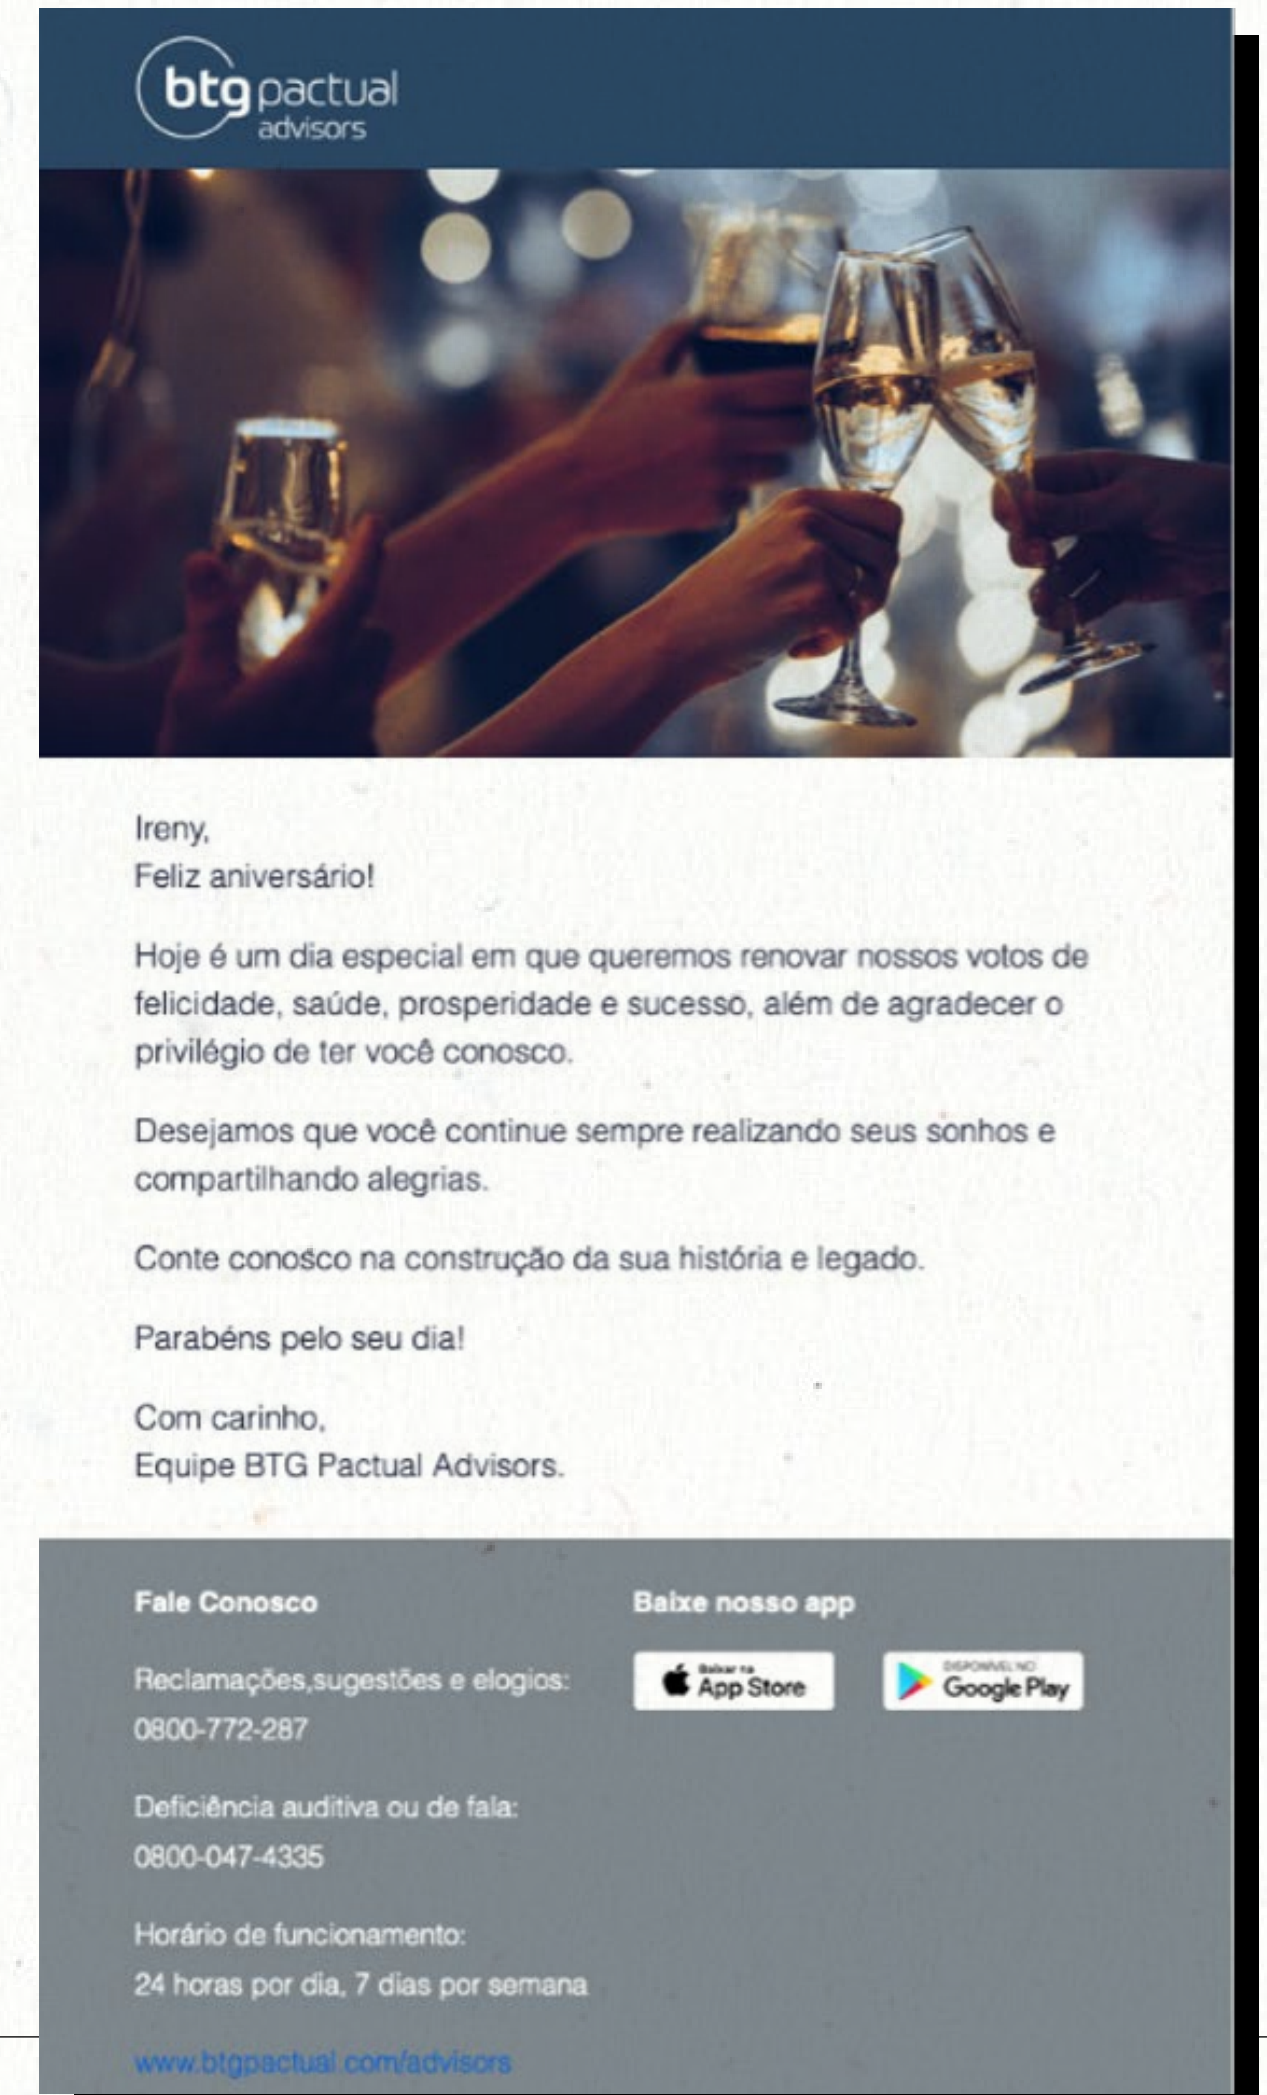 btg pactual
advisors
Ireny,
Feliz aniversário!
Hoje é um dia especial em que queremos renovar nossos votos de
felicidade, saúde, prosperidade e sucesso, além de agradecer o
privilégio de ter você conosco.
Desejamos que você continue sempre realizando seus sonhos e
compartilhando alegrias.
Conte conosco na construção da sua história e legado.
Parabéns pelo seu dia!
Com carinho,
Equipe BTG Pactual Advisors.
Fale Conosco
Baixe nosso app
Reclamações,sugestões e elogios:
0800-772-287
Baixar na
App Store
DISPONÍVEL NO
Google Play
Deficiência auditiva ou de fala:
0800-047-4335
Horário de funcionamento:
24 horas por dia, 7 dias por semana
www.btgpactual.com/advisors